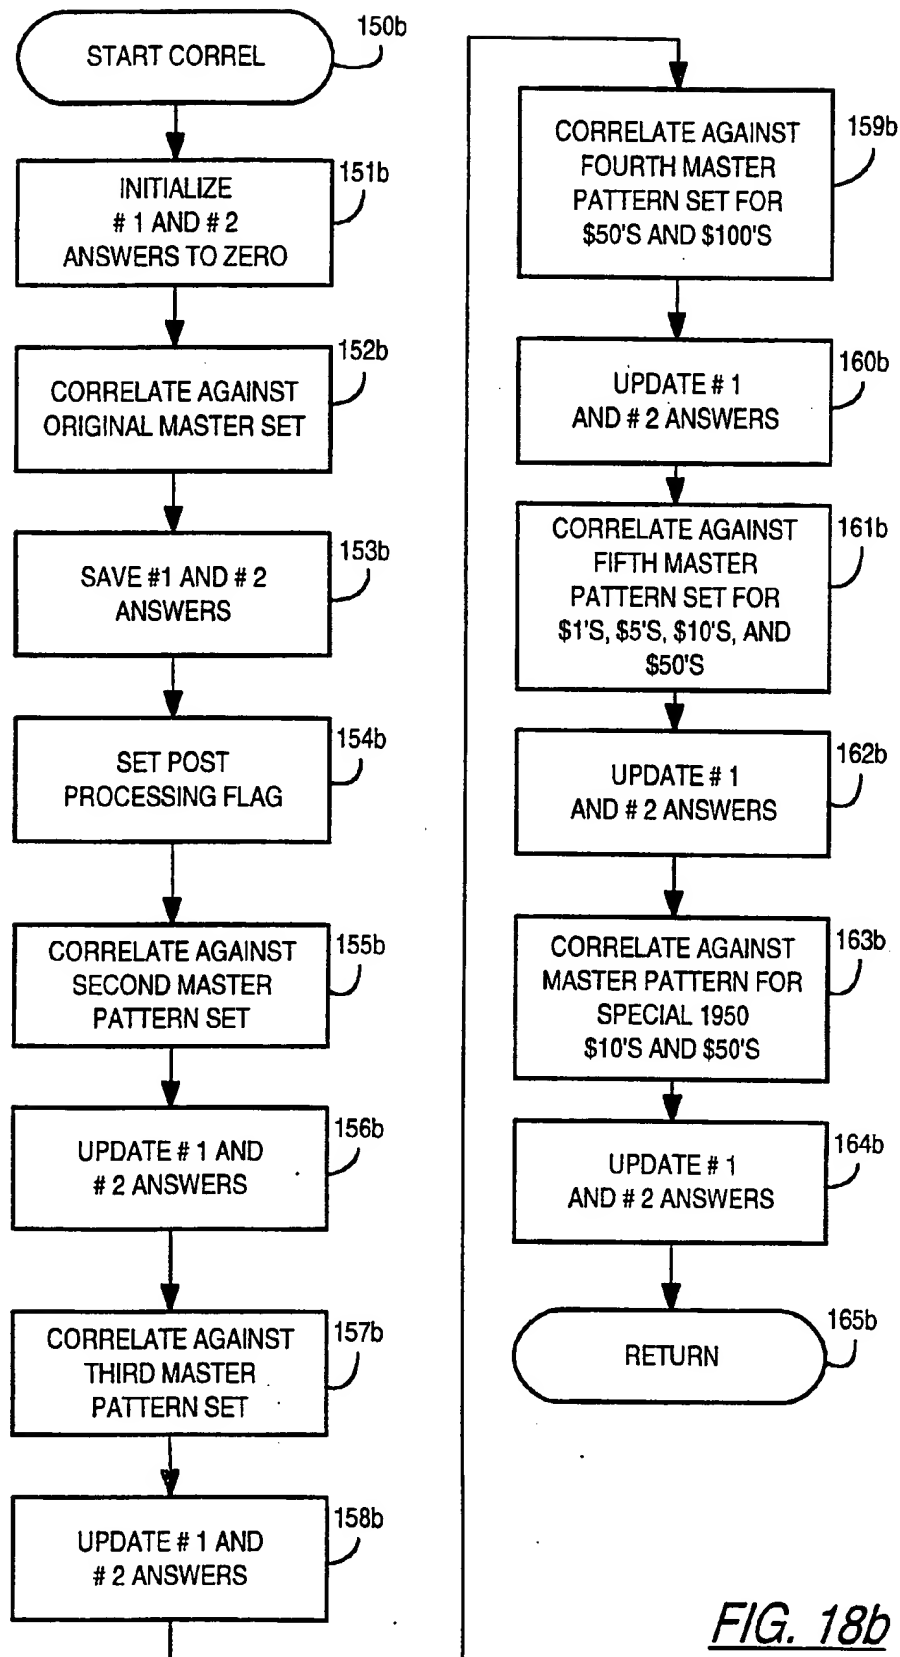 START CORREL
150b
INITIALIZE
# 1 AND # 2
ANSWERS TO ZERO
151b
CORRELATE AGAINST
ORIGINAL MASTER SET
152b
SAVE #1 AND # 2
ANSWERS
153b
SET POST
PROCESSING FLAG
154b
CORRELATE AGAINST
SECOND MASTER
PATTERN SET
155b
UPDATE # 1 AND
# 2 ANSWERS
156b
CORRELATE AGAINST
THIRD MASTER
PATTERN SET
157b
UPDATE # 1 AND
# 2 ANSWERS
158b
CORRELATE AGAINST
FOURTH MASTER
PATTERN SET FOR
$50'S AND $100'S
159b
UPDATE # 1
AND # 2 ANSWERS
160b
CORRELATE AGAINST
FIFTH MASTER
PATTERN SET FOR
$1'S, $5'S, $10'S, AND
$50'S
161b
UPDATE # 1
AND # 2 ANSWERS
162b
CORRELATE AGAINST
MASTER PATTERN FOR
SPECIAL 1950
$10'S AND $50'S
163b
UPDATE # 1
AND # 2 ANSWERS
164b
RETURN
165b
FIG. 18b